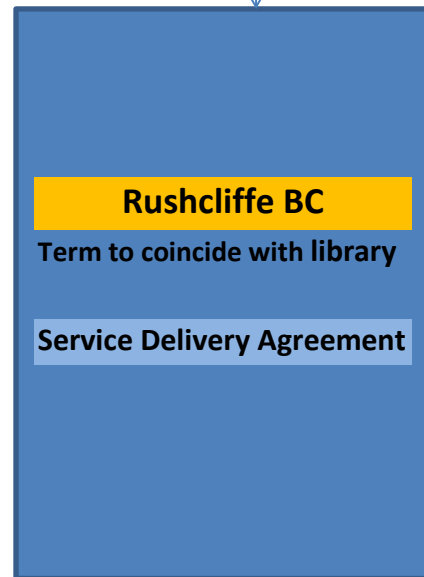 Rushcliffe BC
Term to coincide with library
Service Delivery Agreement